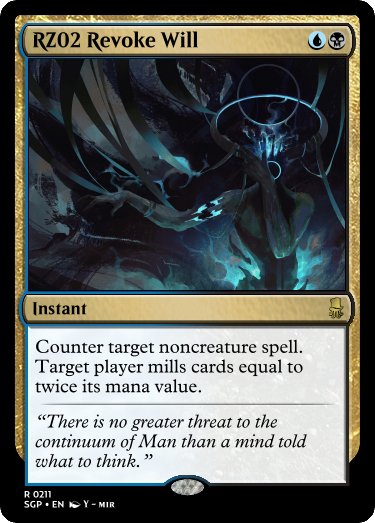 RZ02 Revoke Will
Instant
Counter target noncreature spell.
Target player mills cards equal to
twice its mana value.
“There is no greater threat to the
continuum of Man than a mind told
what to think.”
R 0211
SGP • EN Y – MIR